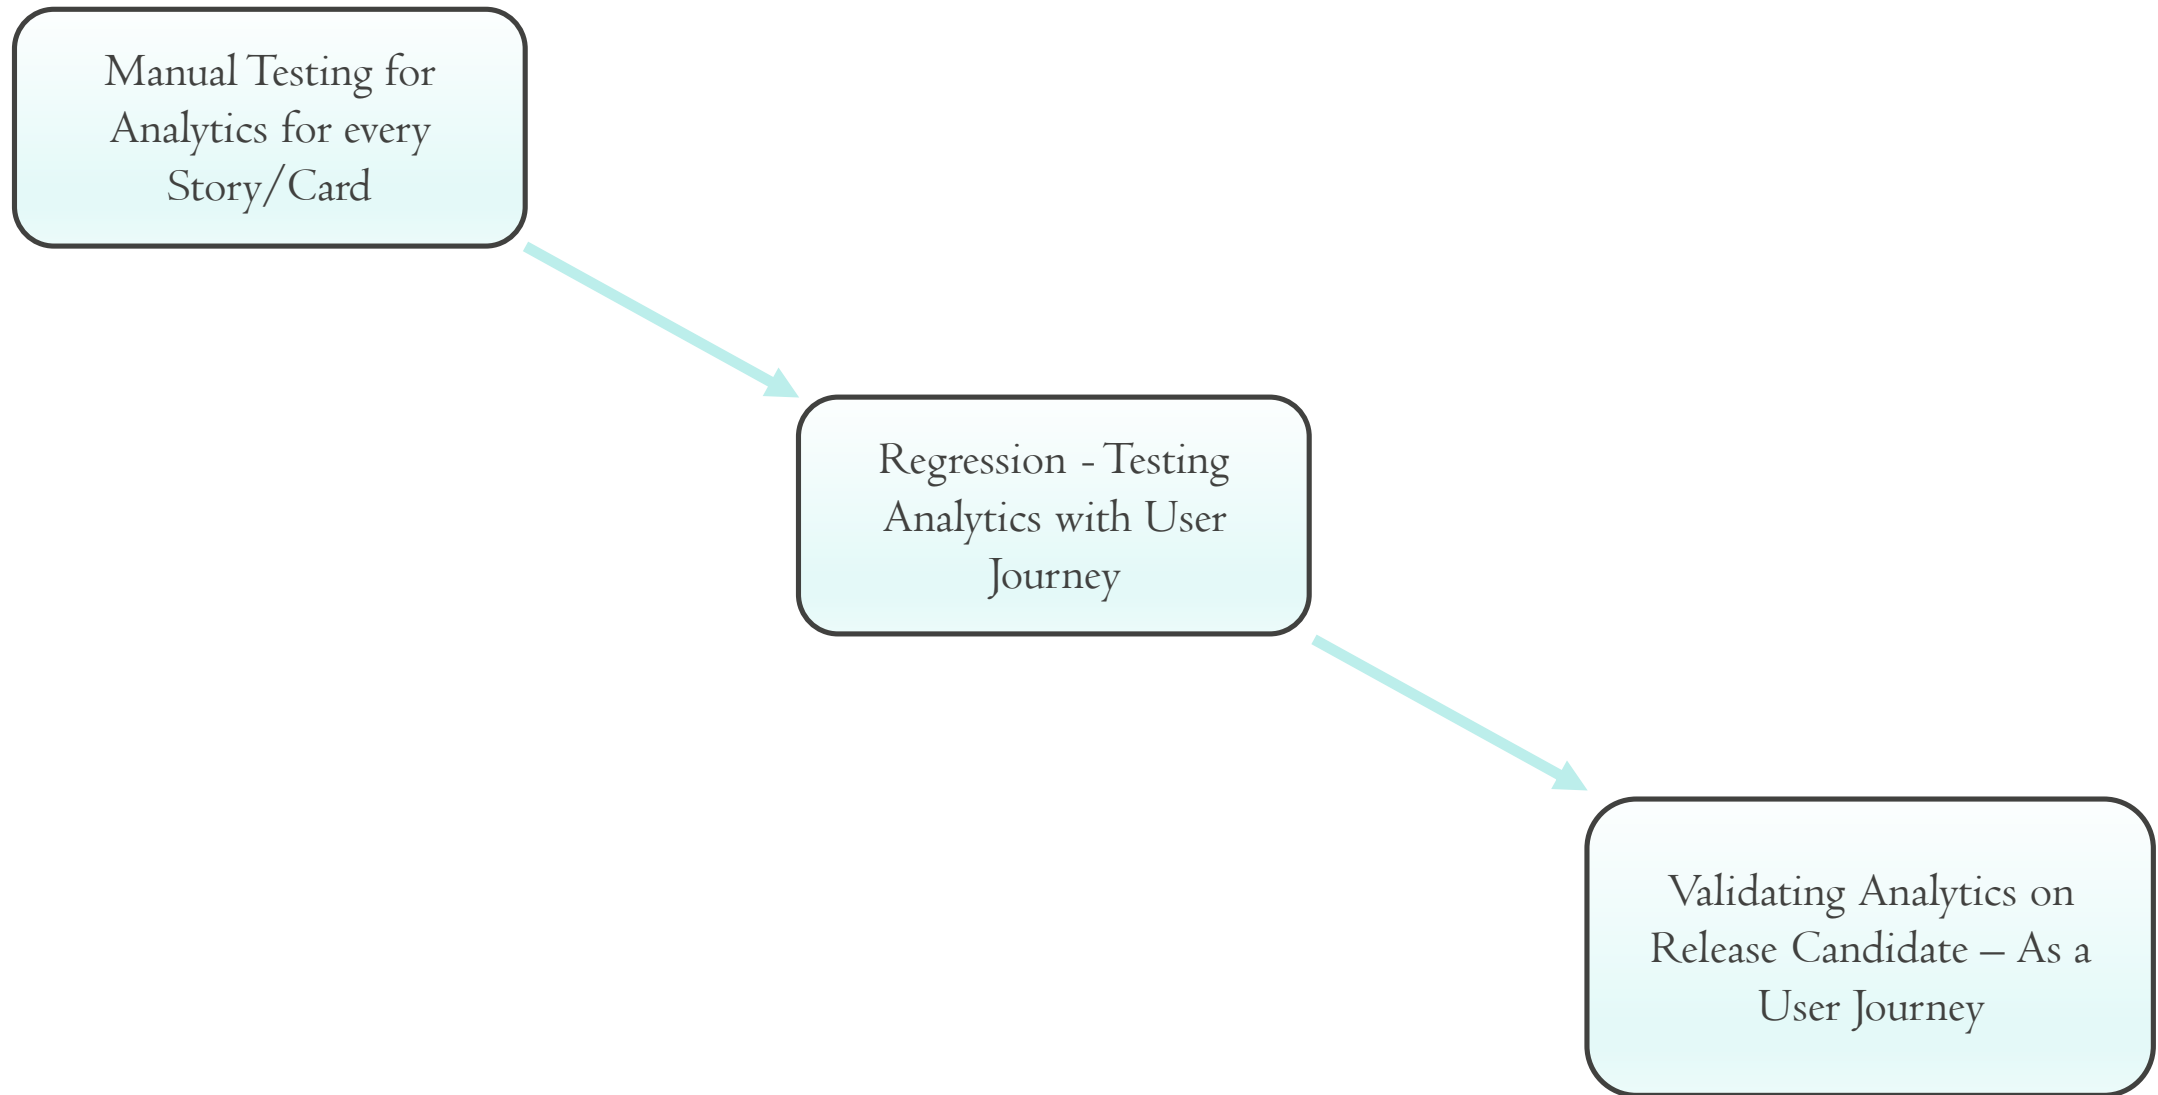 Manual Testing for
Analytics for every
Story/Card
Regression - Testing
Analytics with User
Journey
Validating Analytics on
Release Candidate – As a
User Journey